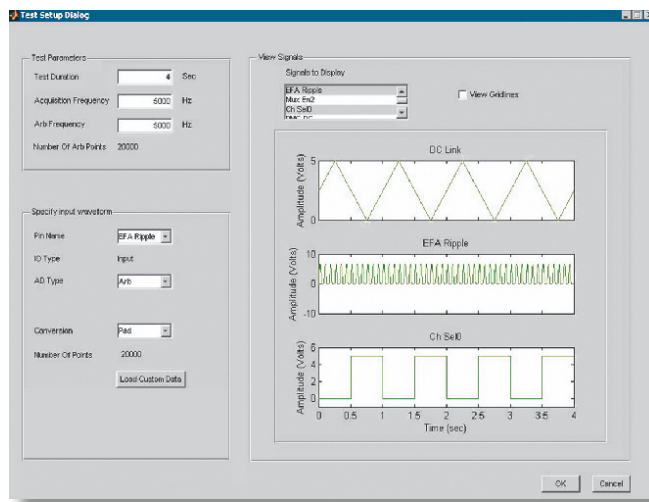 Test Setup Dialog
Test Parameters
Test Duration 4 Sec
Acquisition Frequency 5000 Hz
Arb Frequency 5000 Hz
Number Of Arb Points 20000
Specify input waveform
Pin Name EFA Ripple
IO Type Input
AD Type Arb
Conversion Pad
Number Of Points 20000
Load Custom Data
View Signals
Signals to Display
EFA Ripple
Mux En2
Ch Sel0
View Gridlines
DC Link
Amplitude (Volts)
5
0
EFA Ripple
Amplitude (Volts)
10
0
-10
Ch Sel0
Amplitude (Volts)
6
4
2
0
0 0.5 1 1.5 2 2.5 3 3.5 4
Time (sec)
OK Cancel